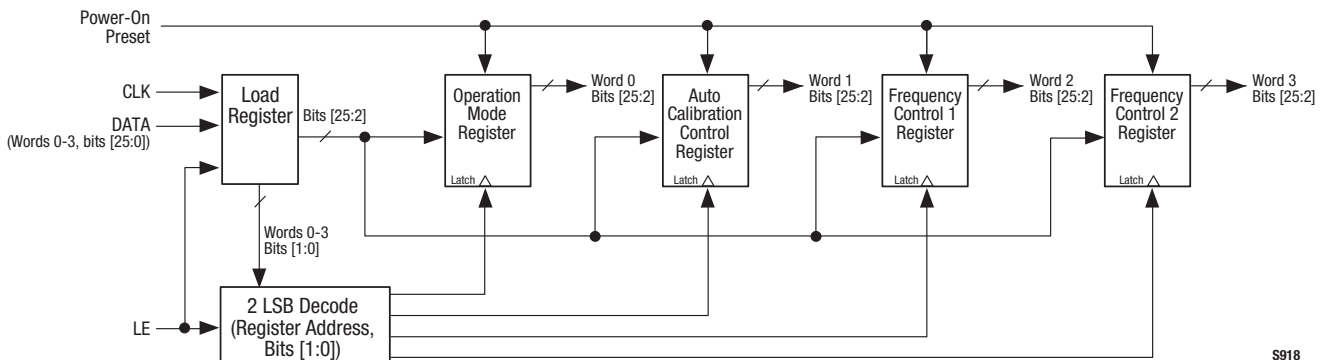 Power-On
Preset
CLK
DATA
(Words 0-3, bits [25:0])
Load
Register
Bits [25:2]
Operation
Mode
Register
Latch
Word 0
Bits [25:2]
Auto
Calibration
Control
Register
Latch
Word 1
Bits [25:2]
Frequency
Control 1
Register
Latch
Word 2
Bits [25:2]
Frequency
Control 2
Register
Latch
Word 3
Bits [25:2]
Words 0-3
Bits [1:0]
LE
2 LSB Decode
(Register Address,
Bits [1:0])
S918